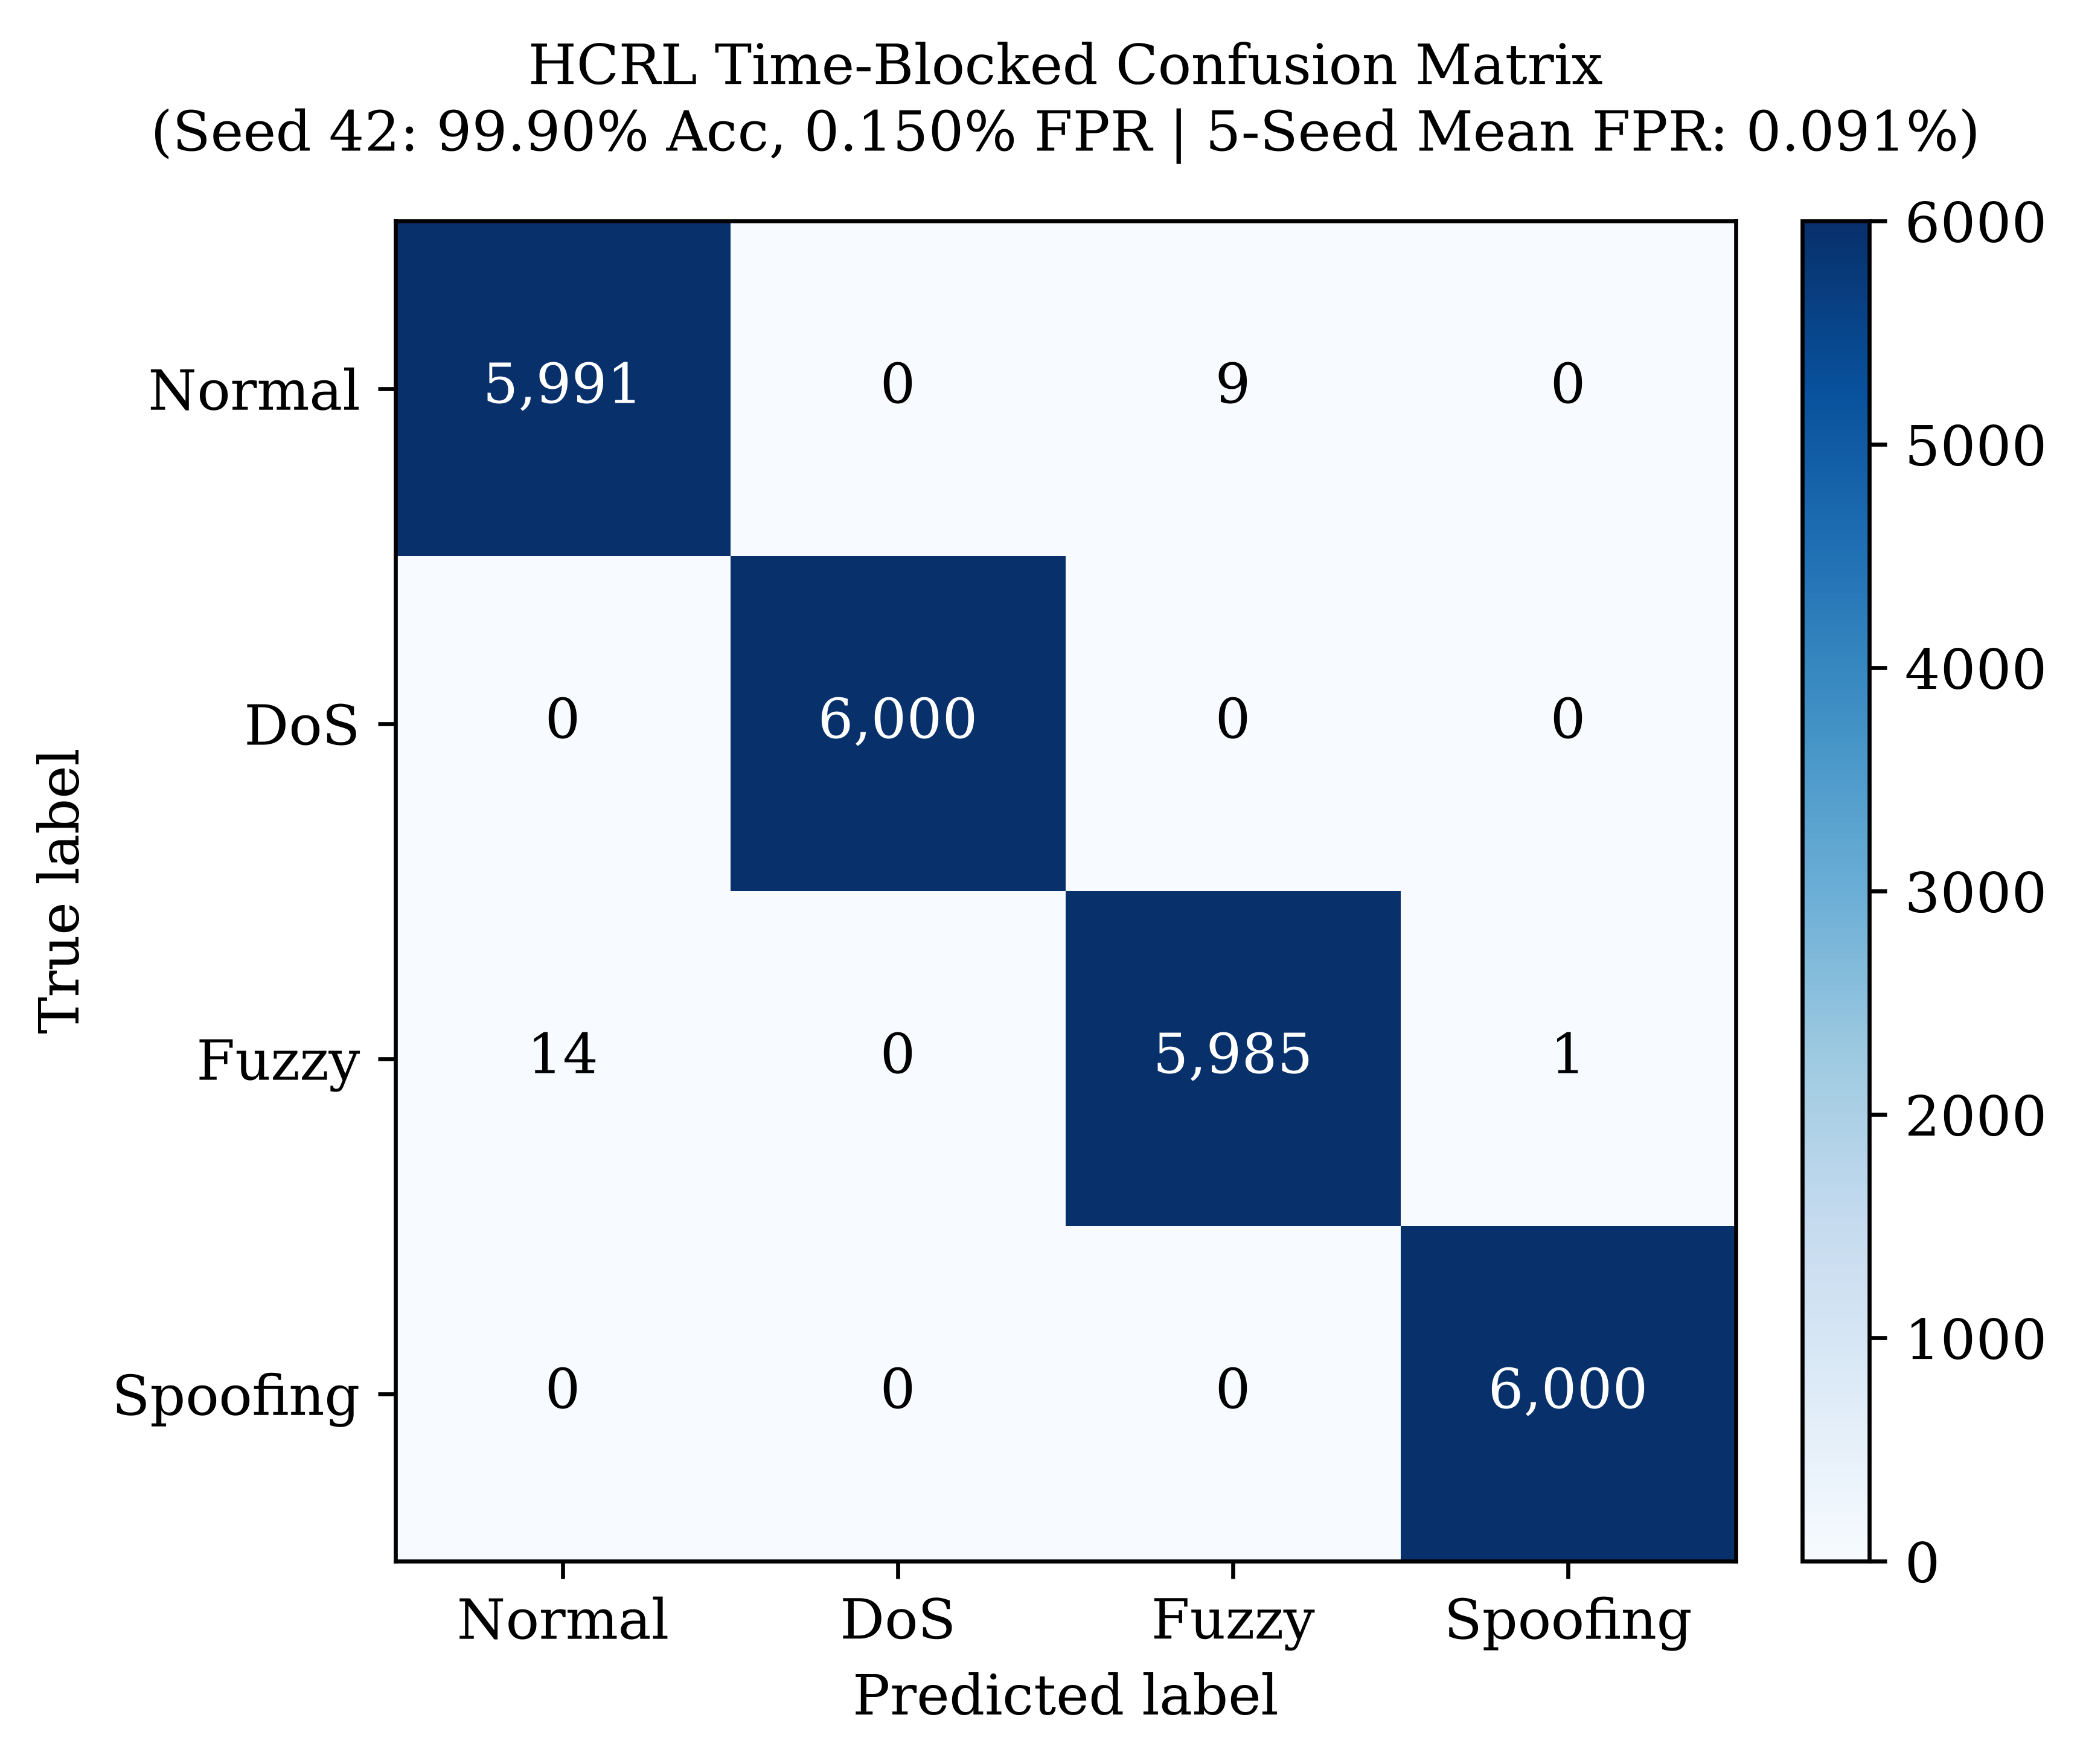 HCRL Time-Blocked Confusion Matrix
(Seed 42: 99.90% Acc, 0.150% FPR | 5-Seed Mean FPR: 0.091%)
Normal 5,991 0 9 0
DoS 0 6,000 0 0
Fuzzy 14 0 5,985 1
Spoofing 0 0 0 6,000
Normal DoS Fuzzy Spoofing
Predicted label
True label
6000
5000
4000
3000
2000
1000
0